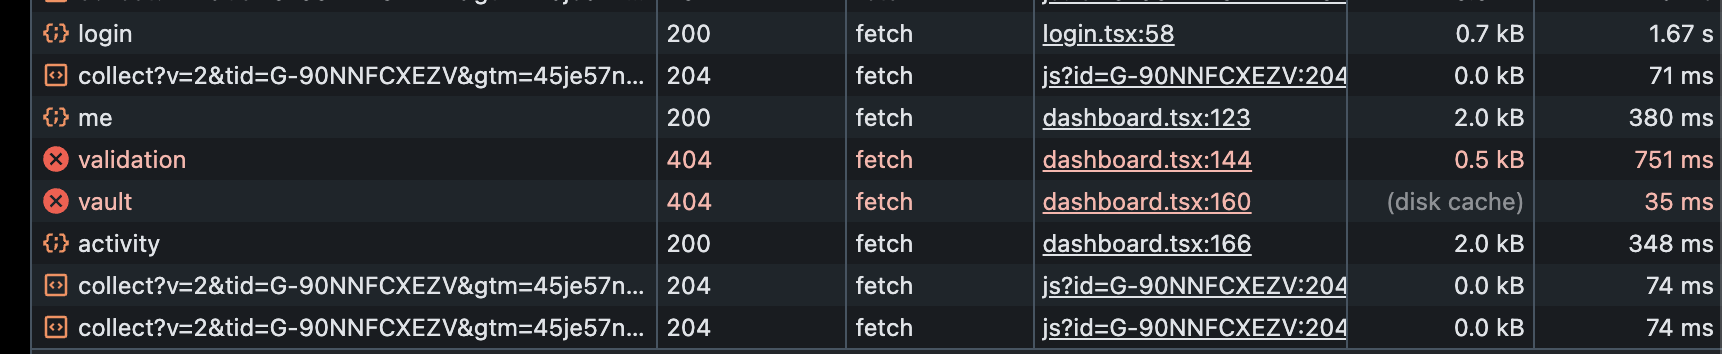 login 200 fetch login.tsx:58 0.7 kB 1.67 s
collect?v=2&tid=G-90NNFCXEZV&gtm=45je57n... 204 fetch js?id=G-90NNFCXEZV:204 0.0 kB 71 ms
me 200 fetch dashboard.tsx:123 2.0 kB 380 ms
validation 404 fetch dashboard.tsx:144 0.5 kB 751 ms
vault 404 fetch dashboard.tsx:160 (disk cache) 35 ms
activity 200 fetch dashboard.tsx:166 2.0 kB 348 ms
collect?v=2&tid=G-90NNFCXEZV&gtm=45je57n... 204 fetch js?id=G-90NNFCXEZV:204 0.0 kB 74 ms
collect?v=2&tid=G-90NNFCXEZV&gtm=45je57n... 204 fetch js?id=G-90NNFCXEZV:204 0.0 kB 74 ms